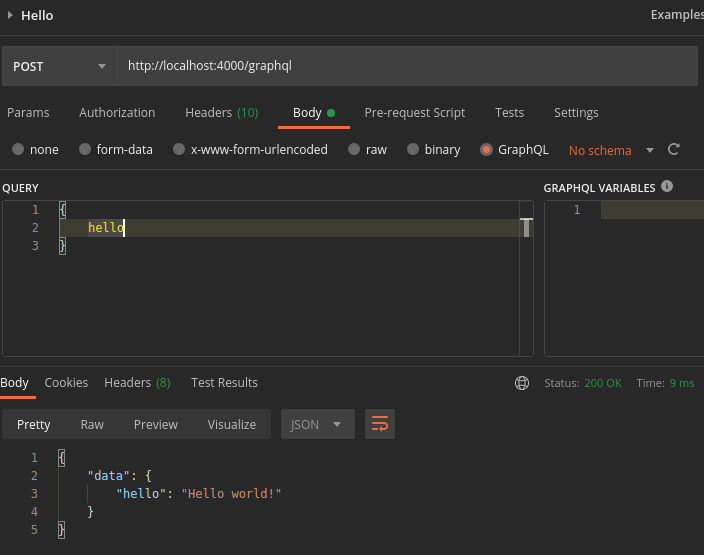 Hello Examples
POST http://localhost:4000/graphql
Params Authorization Headers (10) Body Pre-request Script Tests Settings
none form-data x-www-form-urlencoded raw binary GraphQL No schema
QUERY GRAPHQL VARIABLES
1 { 1
2 hello
3 }
Body Cookies Headers (8) Test Results Status: 200 OK Time: 9 ms
Pretty Raw Preview Visualize JSON
1 {
2 "data": {
3 "hello": "Hello world!"
4 }
5 }